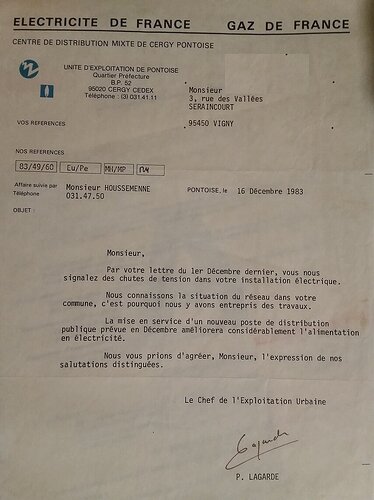 ELECTRICITE DE FRANCE GAZ DE FRANCE
CENTRE DE DISTRIBUTION MIXTE DE CERGY PONTOISE
UNITE D'EXPLOITATION DE PONTOISE
Quartier Préfecture
B.P. 52
95020 CERGY CEDEX
Téléphone : (3) 031 41 11
Monsieur
3, rue des Vallées
SERAINCOURT
95450 VIGNY
VOS REFERENCES
NOS REFERENCES
83/49/60 Eu/Pe MH/MP
Affaire suivie par Monsieur HOUSSEMENNE
Téléphone 031.47.50
PONTOISE, le 16 Décembre 1983
OBJET :
Monsieur,
Par votre lettre du 1er Décembre dernier, vous nous
signalez des chutes de tension dans votre installation électrique.
Nous connaissons la situation du réseau dans votre
commune, c'est pourquoi nous y avons entrepris des travaux.
La mise en service d'un nouveau poste de distribution
publique prévue en Décembre améliorera considérablement l'alimentation
en électricité.
Nous vous prions d'agréer, Monsieur, l'expression de nos
salutations distinguées.
Le Chef de l'Exploitation Urbaine
Lagarde
P. LAGARDE